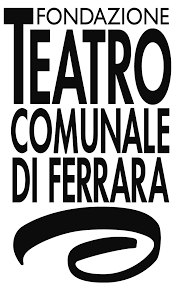 FONDAZIONE
TEATRO
COMUNALE
DI FERRARA